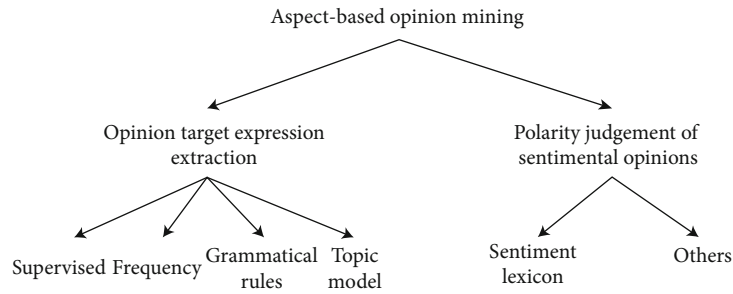 Aspect-based opinion mining
Opinion target expression
extraction
Polarity judgement of
sentimental opinions
Supervised
Frequency
Grammatical
rules
Topic
model
Sentiment
lexicon
Others